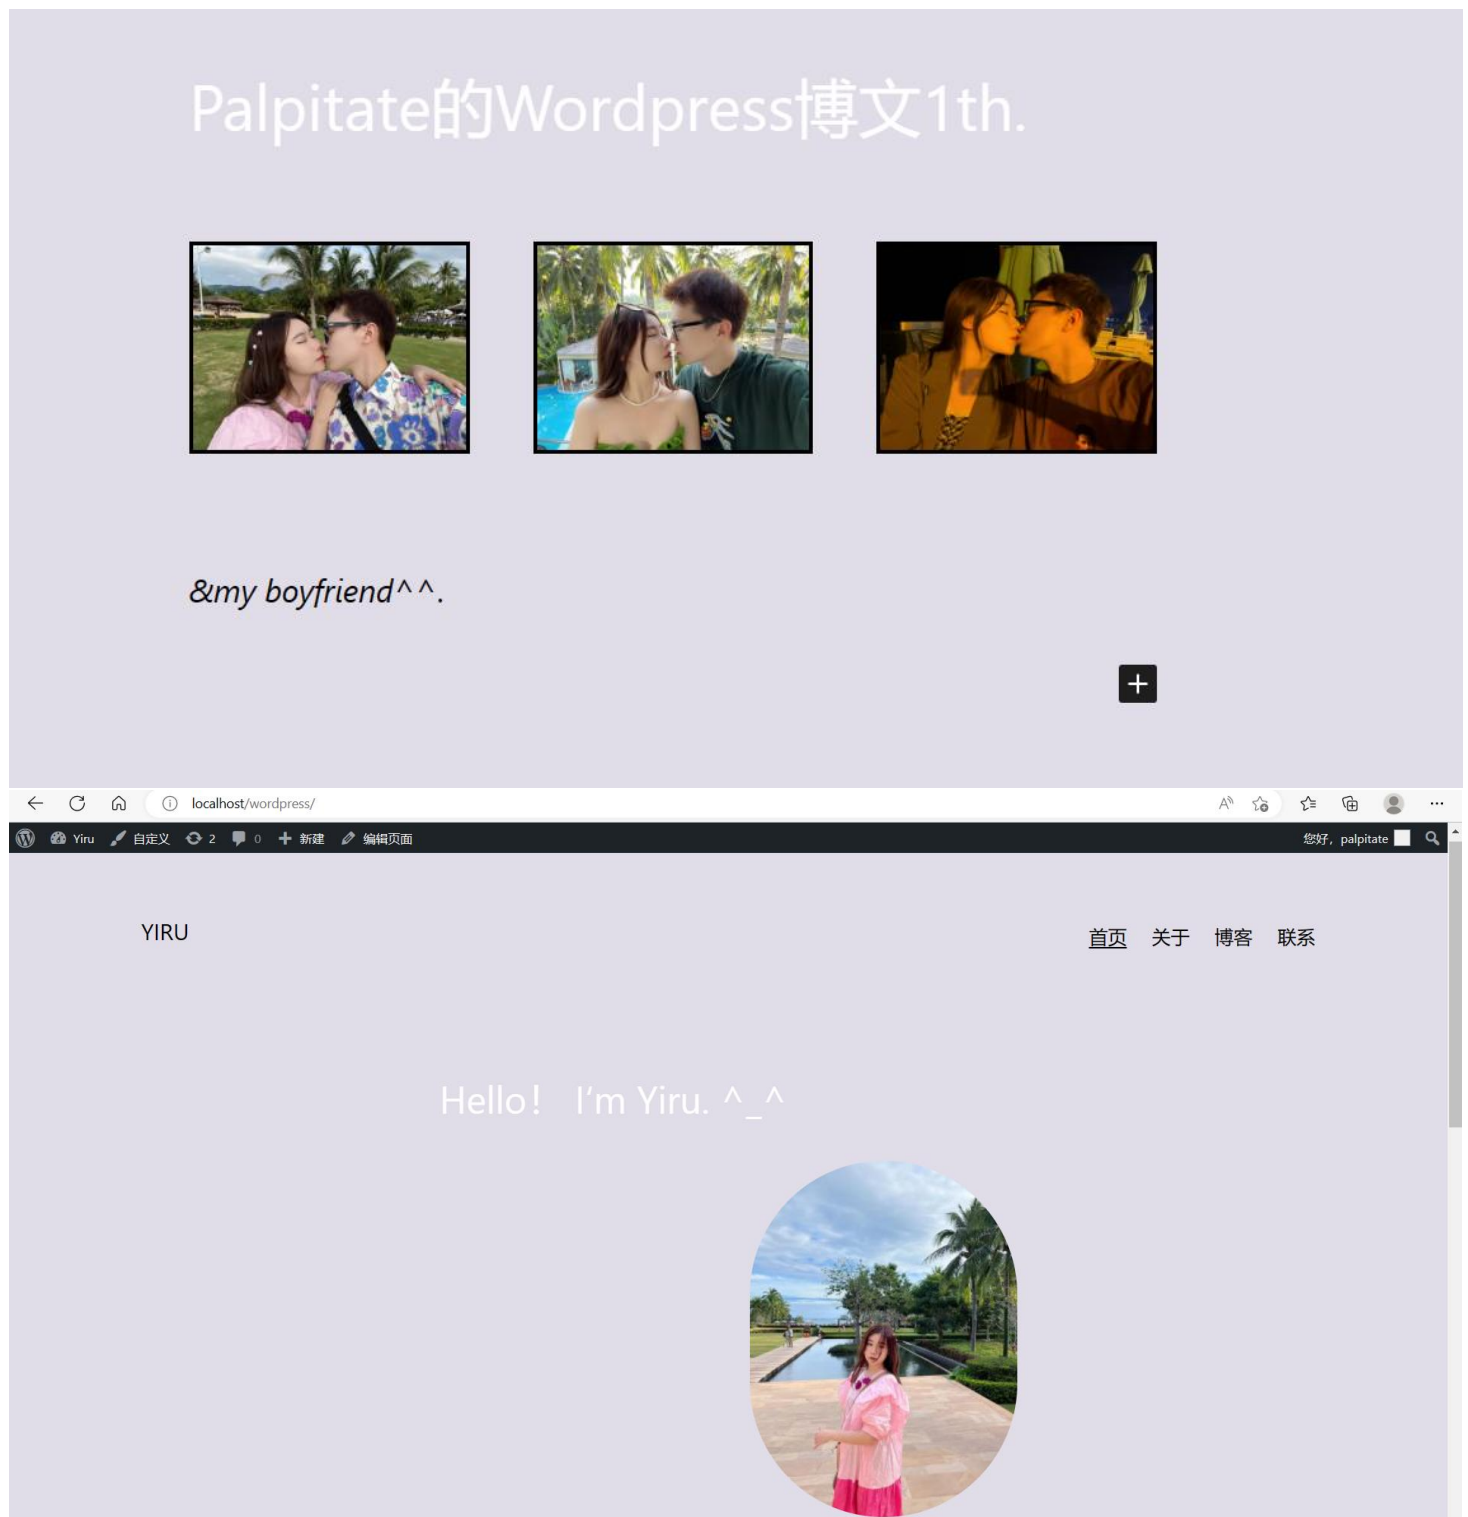 Palpitate的Wordpress博文1th.
&my boyfriend^^.
localhost/wordpress/
Yiru 自定义 2 0 新建 编辑页面 您好，palpitate
YIRU
首页 关于 博客 联系
Hello！ I‘m Yiru. ^_^